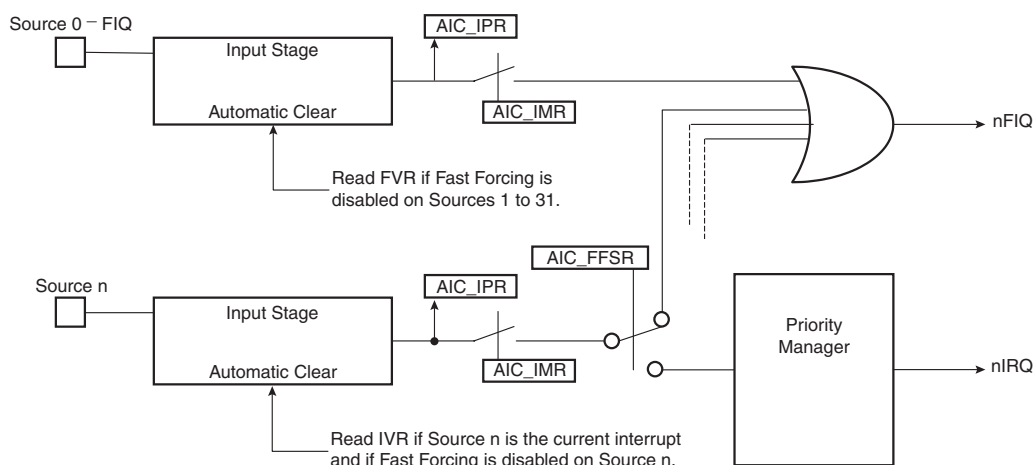 Source 0 – FIQ
AIC_IPR
Input Stage
Automatic Clear
AIC_IMR
nFIQ
Read FVR if Fast Forcing is
disabled on Sources 1 to 31.
AIC_FFSR
Source n
AIC_IPR
Input Stage
Priority
Manager
Automatic Clear
AIC_IMR
nIRQ
Read IVR if Source n is the current interrupt
and if Fast Forcing is disabled on Source n.